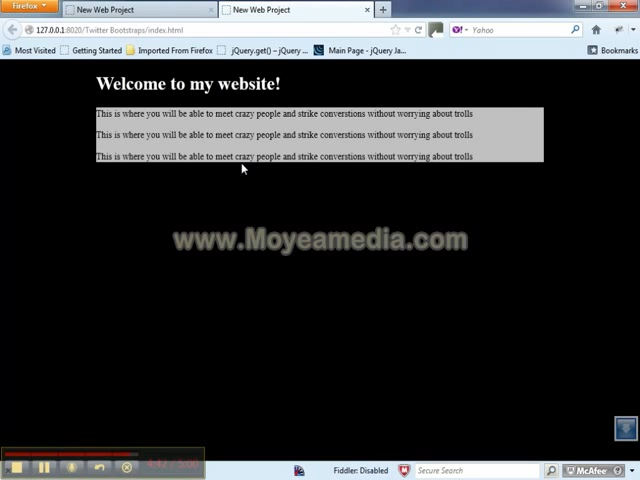 Firefox
New Web Project
New Web Project
127.0.0.1:8020/Twitter Bootstraps/index.html
Yahoo
Most Visited
Getting Started
Imported From Firefox
jQuery.get() – jQuery ...
Main Page - jQuery Ja...
Bookmarks
Welcome to my website!
This is where you will be able to meet crazy people and strike converstions without worrying about trolls
This is where you will be able to meet crazy people and strike converstions without worrying about trolls
This is where you will be able to meet crazy people and strike converstions without worrying about trolls
www.Moyeamedia.com
4:42 / 5:00
Fiddler: Disabled
Secure Search
McAfee